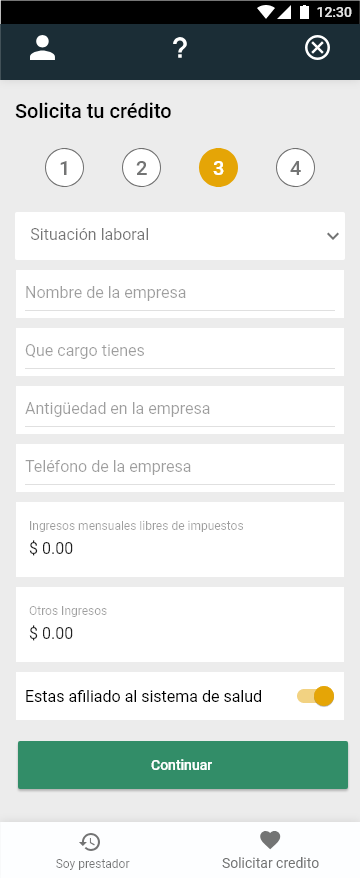 12:30
?
Solicita tu crédito
1 2 3 4
Situación laboral
Nombre de la empresa
Que cargo tienes
Antigüedad en la empresa
Teléfono de la empresa
Ingresos mensuales libres de impuestos
$ 0.00
Otros Ingresos
$ 0.00
Estas afiliado al sistema de salud
Continuar
Soy prestador
Solicitar credito